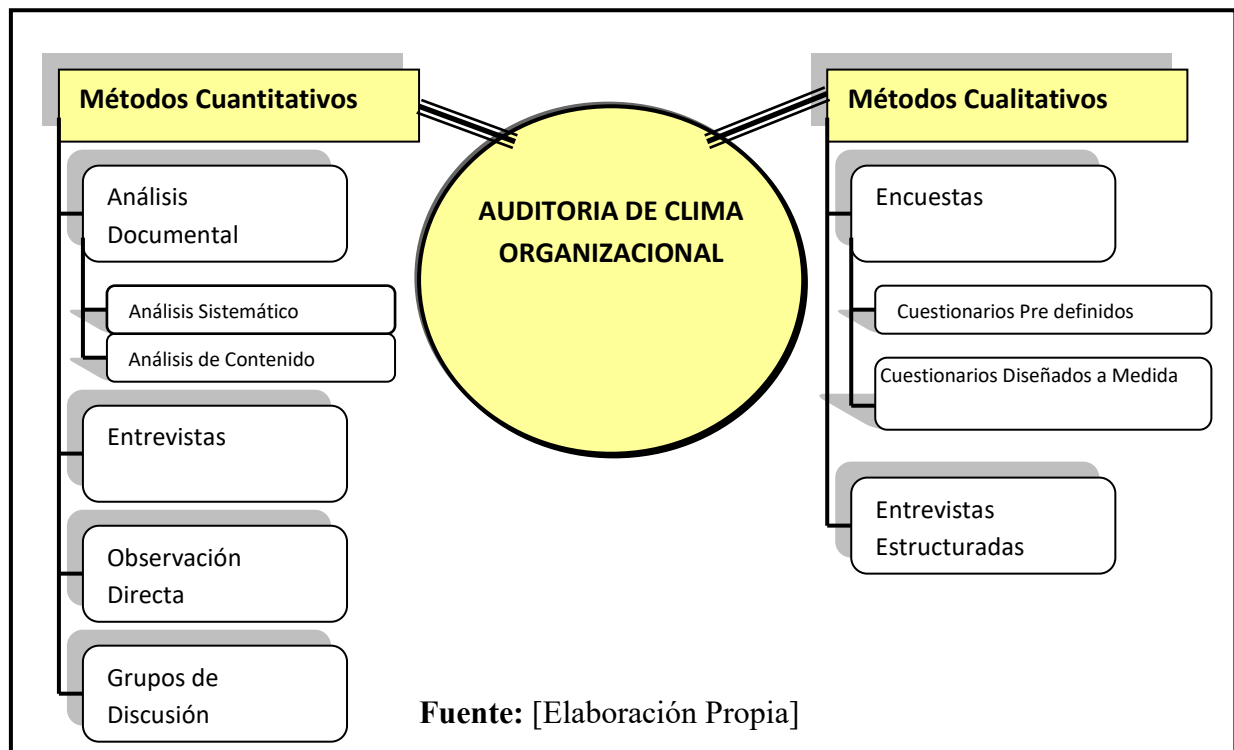 Métodos Cuantitativos
Análisis
Documental
Análisis Sistemático
Análisis de Contenido
Entrevistas
Observación
Directa
Grupos de
Discusión
AUDITORIA DE CLIMA
ORGANIZACIONAL
Métodos Cualitativos
Encuestas
Cuestionarios Pre definidos
Cuestionarios Diseñados a Medida
Entrevistas
Estructuradas
Fuente: [Elaboración Propia]